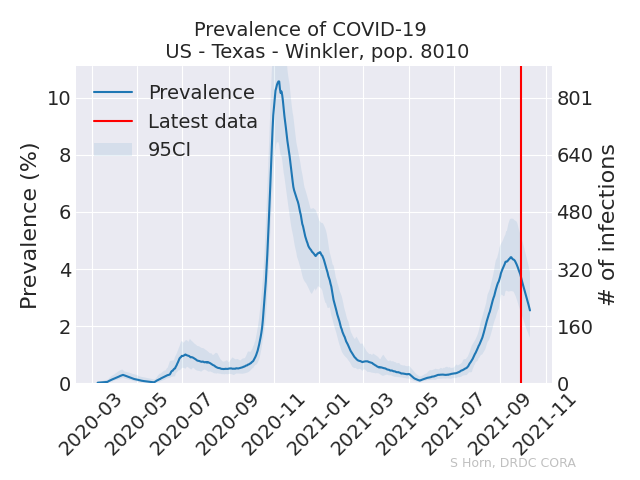 Prevalence of COVID-19
US - Texas - Winkler, pop. 8010
Prevalence
Latest data
95CI
Prevalence (%)
10
8
6
4
2
0
801
640
480
320
160
0
# of infections
2020-03
2020-05
2020-07
2020-09
2020-11
2021-01
2021-03
2021-05
2021-07
2021-09
2021-11
S Horn, DRDC CORA